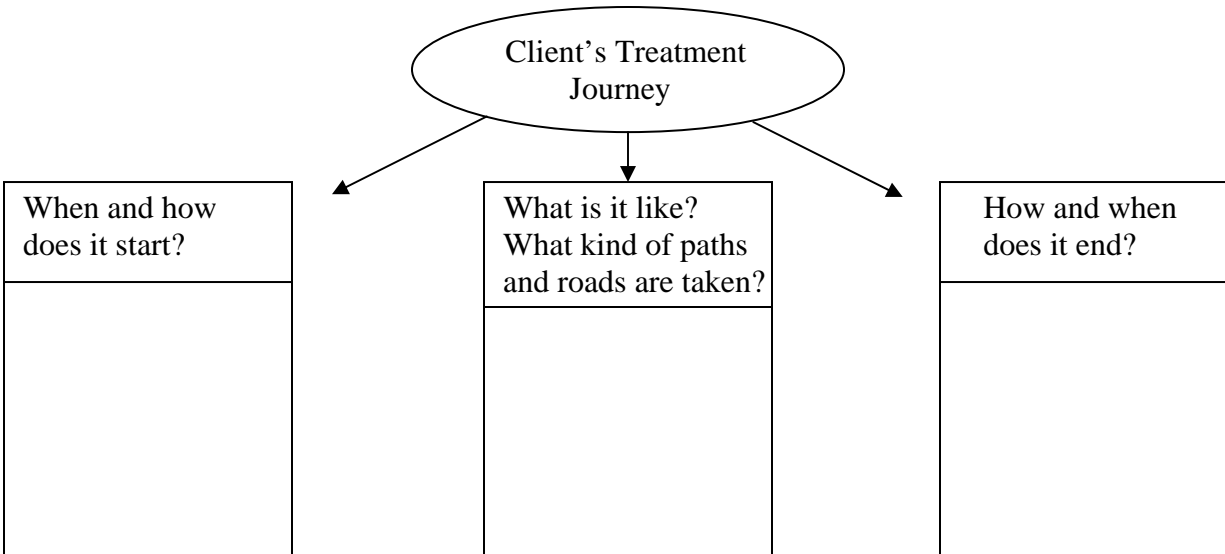 Client’s Treatment
Journey
When and how
does it start?
What is it like?
What kind of paths
and roads are taken?
How and when
does it end?